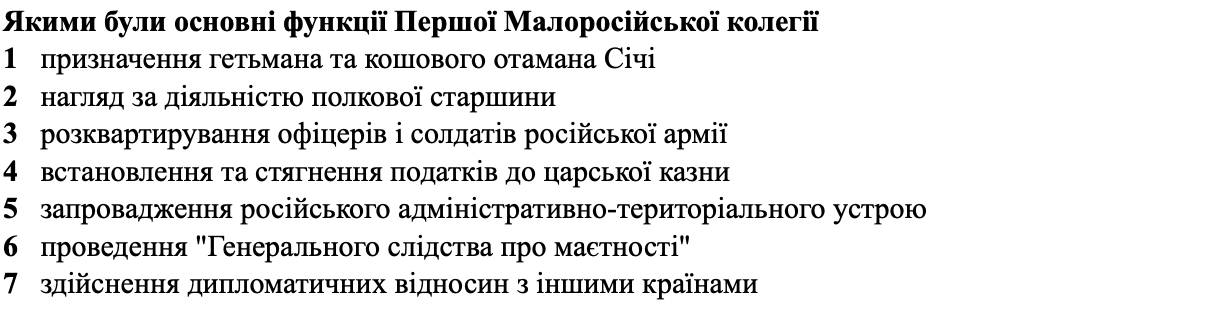 Якими були основні функції Першої Малоросійської колегії
1 призначення гетьмана та кошового отамана Січі
2 нагляд за діяльністю полкової старшини
3 розквартирування офіцерів і солдатів російської армії
4 встановлення та стягнення податків до царської казни
5 запровадження російського адміністративно-територіального устрою
6 проведення "Генерального слідства про маєтності"
7 здійснення дипломатичних відносин з іншими країнами